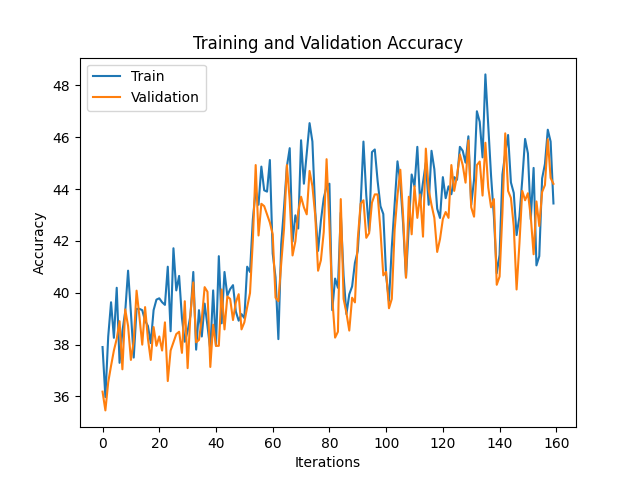 Training and Validation Accuracy
Train
Validation
48
46
44
42
40
38
36
Accuracy
0 20 40 60 80 100 120 140 160
Iterations